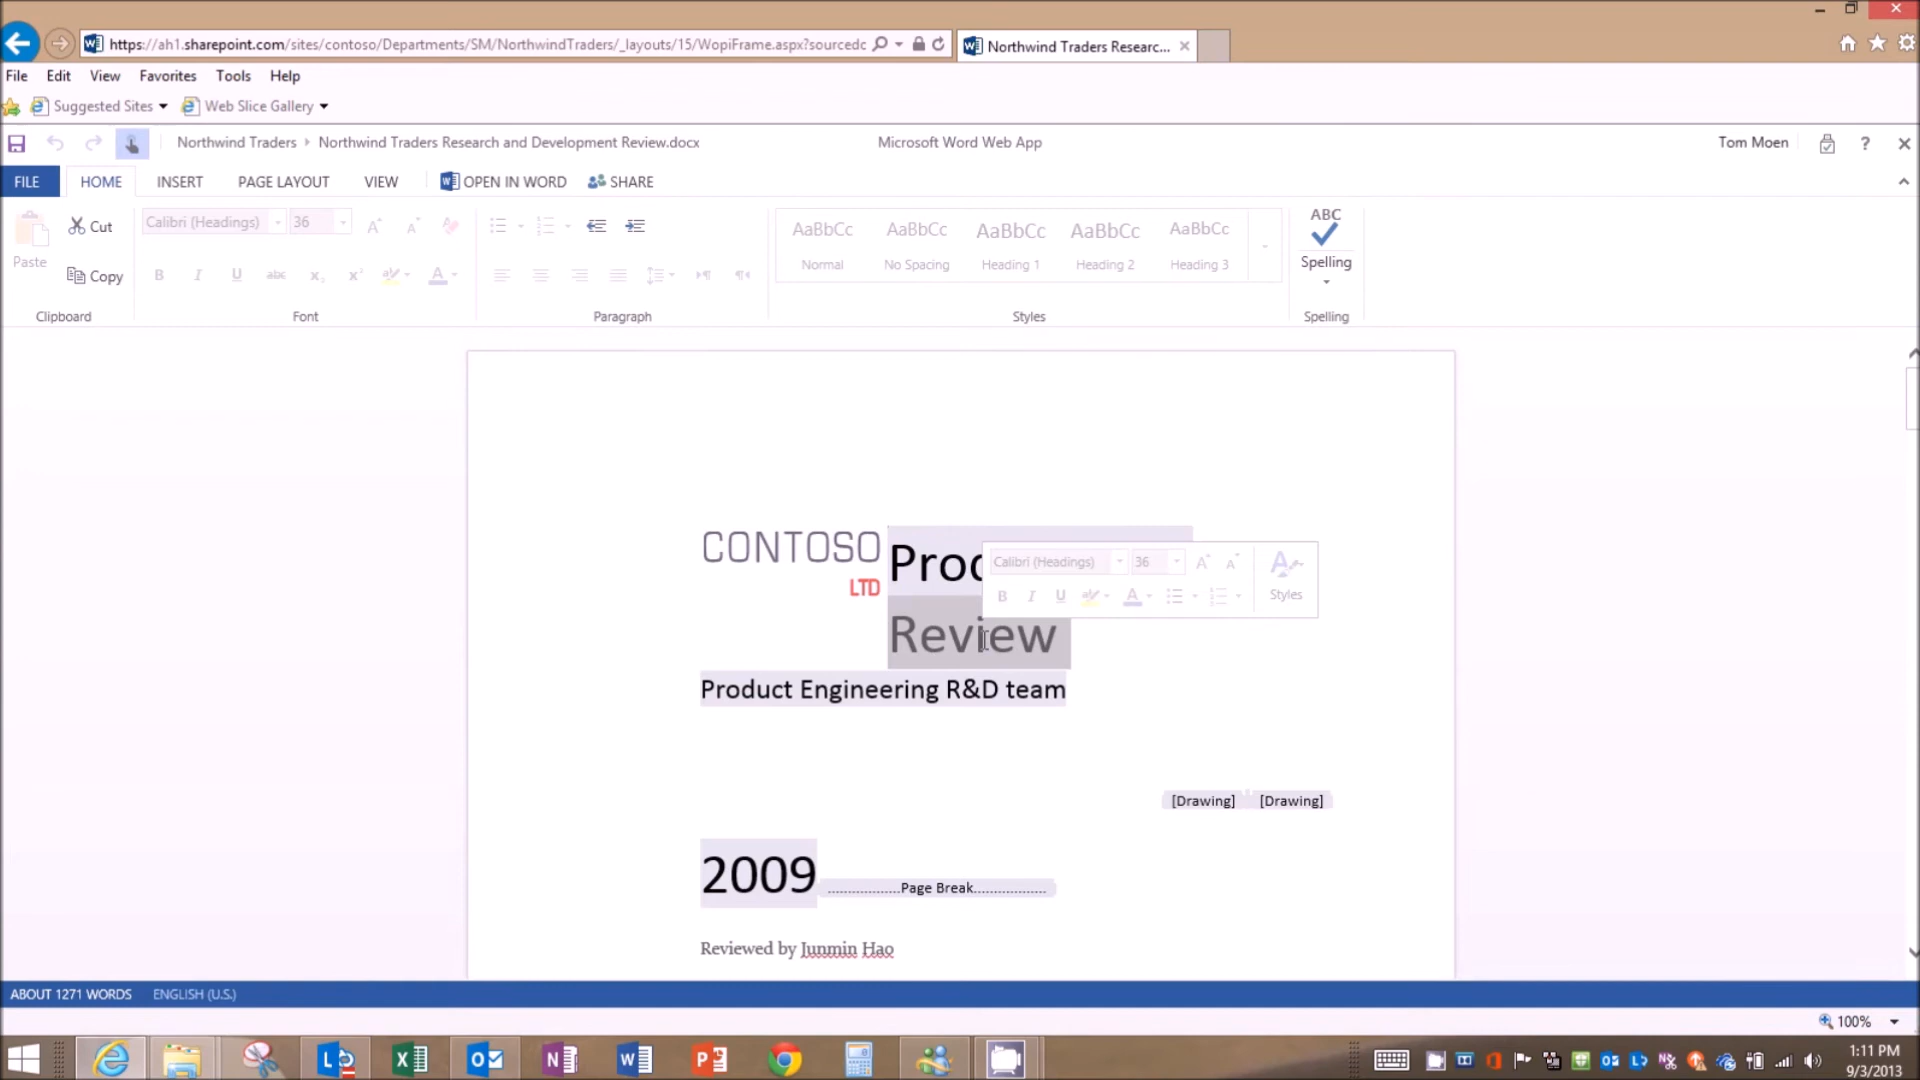 https://ah1.sharepoint.com/sites/contoso/Departments/SM/NorthwindTraders/_layouts/15/WopiFrame.aspx?sourcedc
Northwind Traders Researc...
File Edit View Favorites Tools Help
Suggested Sites Web Slice Gallery
Northwind Traders Northwind Traders Research and Development Review.docx Microsoft Word Web App Tom Moen
FILE HOME INSERT PAGE LAYOUT VIEW OPEN IN WORD SHARE
Paste Cut Copy
Clipboard
Calibri (Headings) 36
B I U abc x₂ x²
Font
Paragraph
AaBbCc AaBbCc AaBbCc AaBbCc AaBbCc
Normal No Spacing Heading 1 Heading 2 Heading 3
Styles
ABC
Spelling
Spelling
CONTOSO
LTD
Review
Calibri (Headings) 36
B I U A Styles
Product Engineering R&D team
[Drawing] [Drawing]
2009 ..................Page Break..................
Reviewed by Junmin Hao
ABOUT 1271 WORDS ENGLISH (U.S.)
100%
1:11 PM
9/3/2013